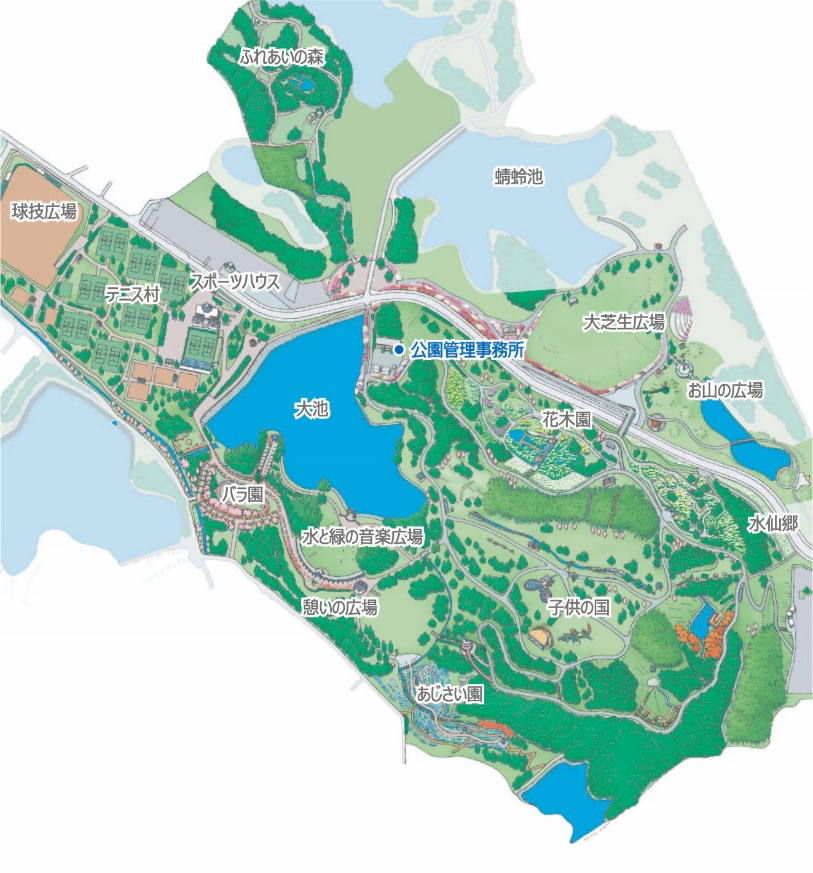 ふれあいの森
蜻蛉池
球技広場
スポーツハウス
テニス村
大芝生広場
公園管理事務所
お山の広場
大池
花木園
バラ園
水仙郷
水と緑の音楽広場
憩いの広場
子供の国
あじさい園